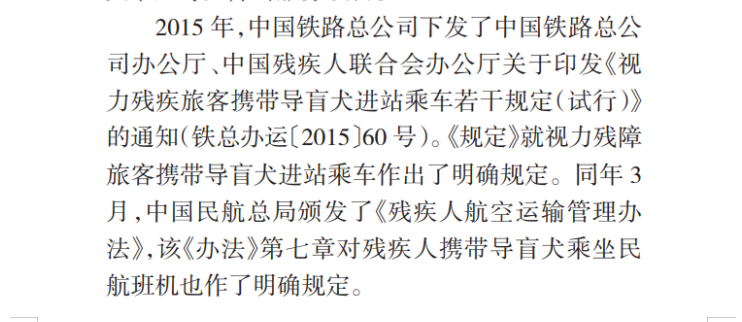 2015 年，中国铁路总公司下发了中国铁路总公
司办公厅、中国残疾人联合会办公厅关于印发《视
力残疾旅客携带导盲犬进站乘车若干规定（试行）》
的通知（铁总办运〔2015〕60 号）。《规定》就视力残障
旅客携带导盲犬进站乘车作出了明确规定。同年 3
月，中国民航总局颁发了《残疾人航空运输管理办
法》，该《办法》第七章对残疾人携带导盲犬乘坐民
航班机也作了明确规定。